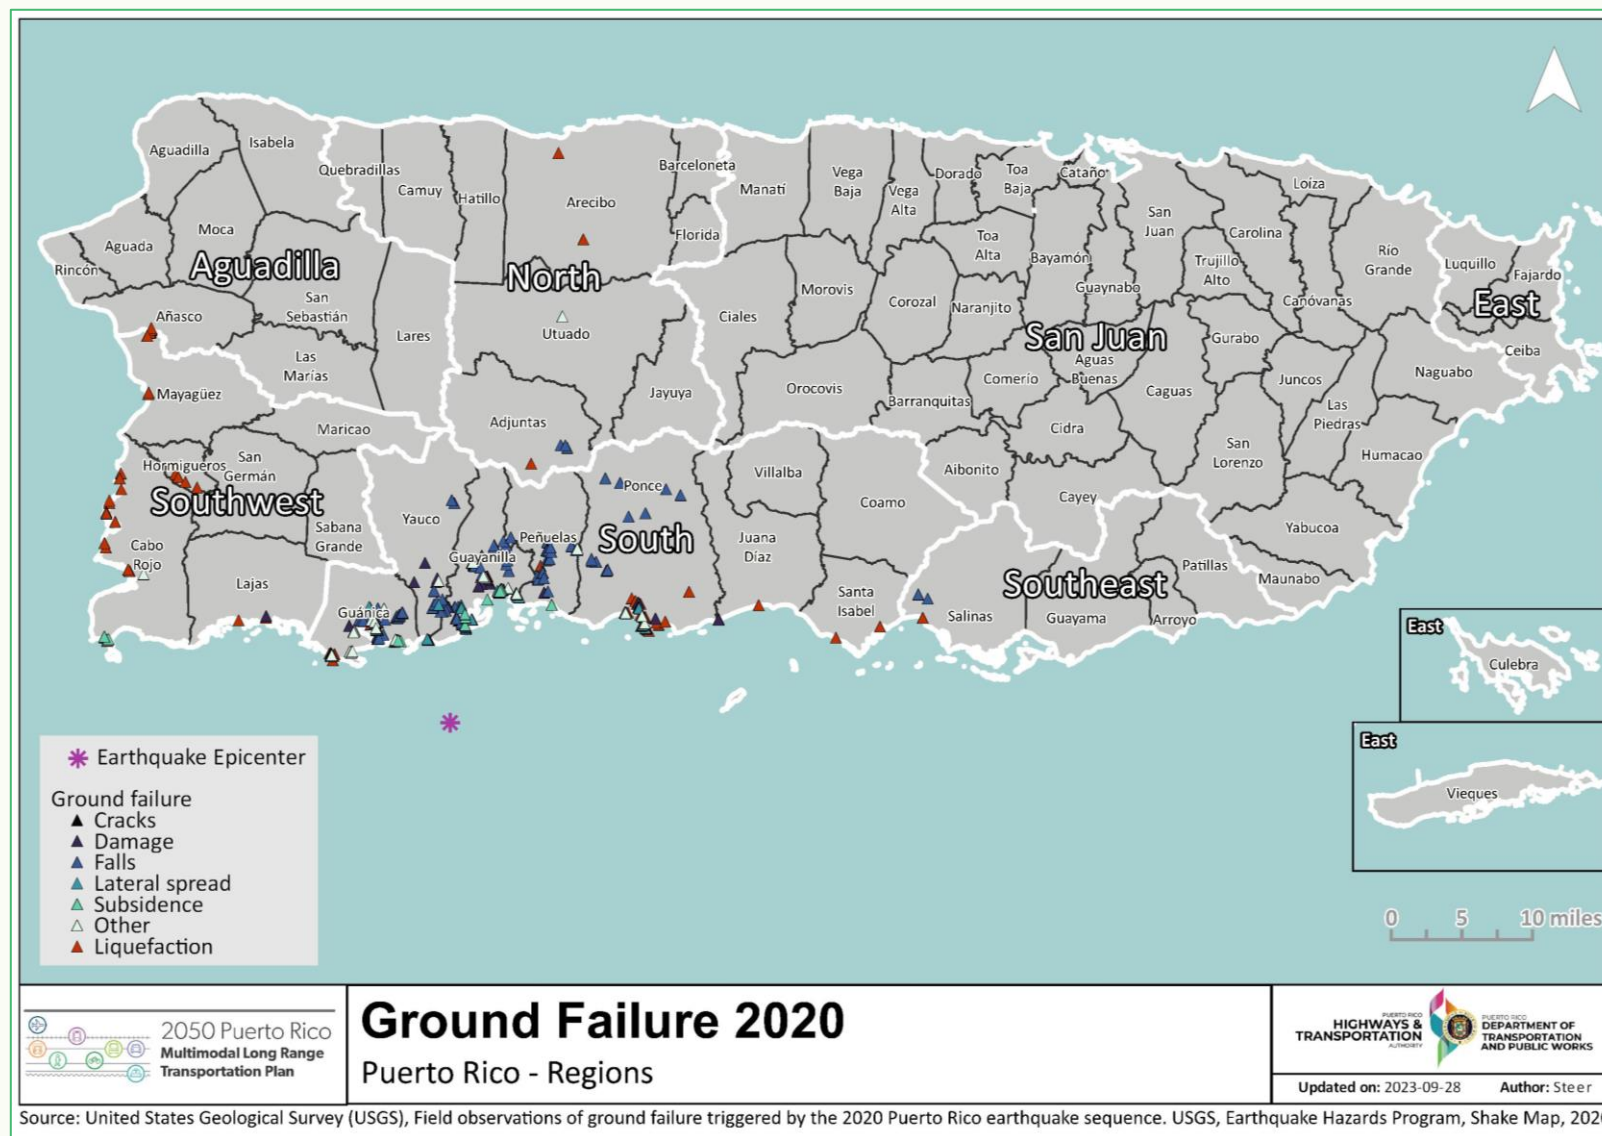 Aguadilla
Isabela
Quebradillas
Camuy
Hatillo
Arecibo
Barceloneta
Florida
Manatí
Vega
Baja
Vega
Alta
Dorado
Toa
Baja
Cataño
Toa
Alta
Bayamón
Guaynabo
San
Juan
Trujillo
Alto
Carolina
Loíza
Canóvanas
Río
Grande
Luquillo
Fajardo
East
Ceiba
Rincón
Aguada
Moca
Aguadilla
San
Sebastián
Añasco
Lares
Las
Marías
Mayagüez
Maricao
North
Utuado
Adjuntas
Jayuya
Ciales
Morovis
Corozal
Naranjito
Orocovis
Barranquitas
Comerío
San Juan
Aguas
Buenas
Caguas
Gurabo
Juncos
Las
Piedras
Naguabo
Humacao
Cidra
San
Lorenzo
Aibonito
Cayey
Yabucoa
Hormigueros
San
Germán
Southwest
Sabana
Grande
Cabo
Rojo
Lajas
Guánica
Yauco
Guayanilla
Peñuelas
Ponce
South
Villalba
Juana
Díaz
Coamo
Santa
Isabel
Salinas
Southeast
Guayama
Patillas
Arroyo
Maunabo
East
Culebra
East
Vieques
Earthquake Epicenter
Ground failure
Cracks
Damage
Falls
Lateral spread
Subsidence
Other
Liquefaction
0 5 10 miles
2050 Puerto Rico
Multimodal Long Range
Transportation Plan
Ground Failure 2020
Puerto Rico - Regions
PUERTO RICO
HIGHWAYS &
TRANSPORTATION
AUTHORITY
PUERTO RICO
DEPARTMENT OF
TRANSPORTATION
AND PUBLIC WORKS
Updated on: 2023-09-28 Author: Steer
Source: United States Geological Survey (USGS), Field observations of ground failure triggered by the 2020 Puerto Rico earthquake sequence. USGS, Earthquake Hazards Program, Shake Map, 2020